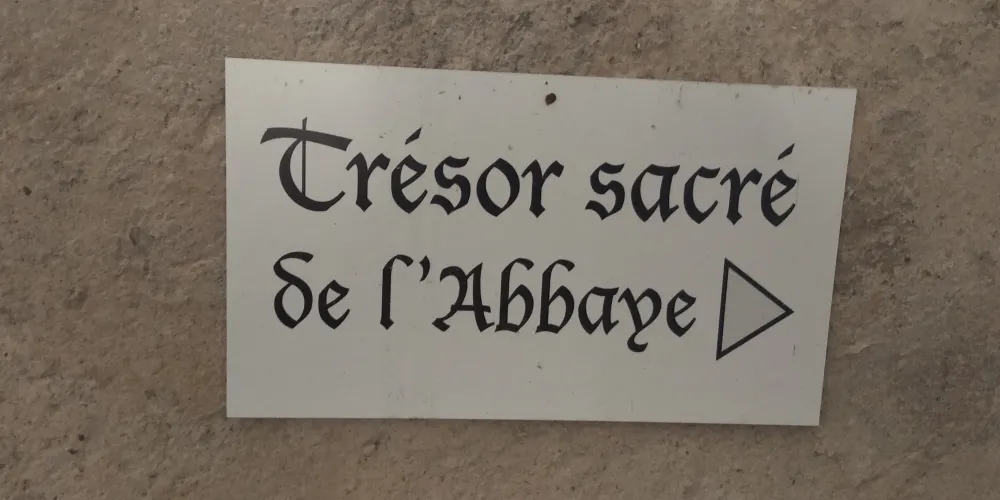 Trésor sacré
de l'Abbaye